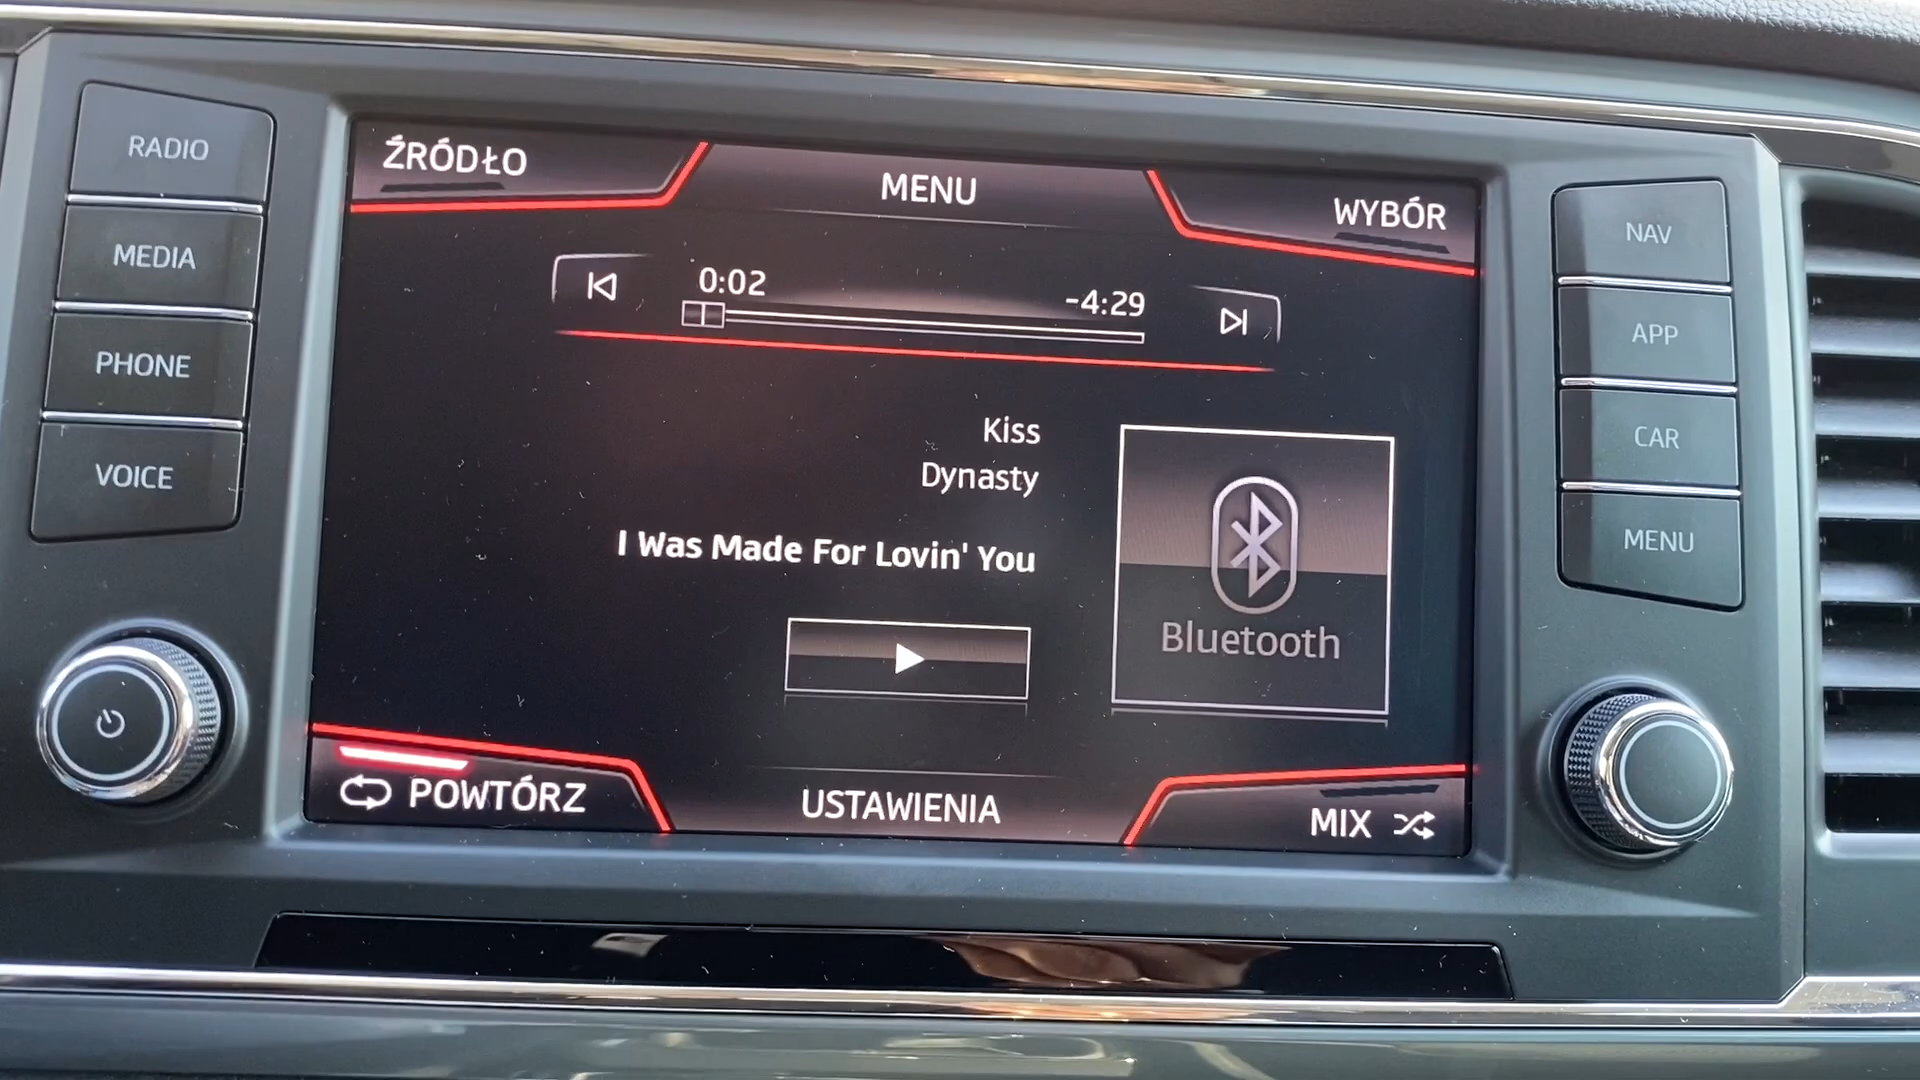 RADIO
MEDIA
PHONE
VOICE
ŹRÓDŁO
MENU
WYBÓR
0:02
-4:29
Kiss
Dynasty
I Was Made For Lovin' You
Bluetooth
POWTÓRZ
USTAWIENIA
MIX
NAV
APP
CAR
MENU